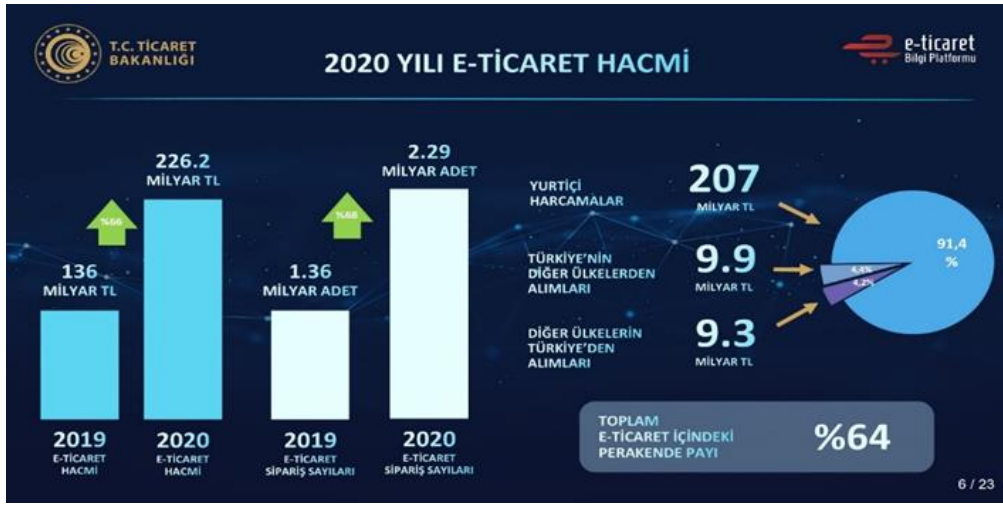 T.C. TİCARET
BAKANLIĞI
2020 YILI E-TİCARET HACMİ
e-ticaret
Bilgi Platformu
226.2
MİLYAR TL
%66
136
MİLYAR TL
2019
E-TİCARET
HACMİ
2020
E-TİCARET
HACMİ
2.29
MİLYAR ADET
%68
1.36
MİLYAR ADET
2019
E-TİCARET
SİPARİŞ SAYILARI
2020
E-TİCARET
SİPARİŞ SAYILARI
YURTİÇİ
HARCAMALAR
207
MİLYAR TL
TÜRKİYE'NİN
DİĞER ÜLKELERDEN
ALIMLARI
9.9
MİLYAR TL
DİĞER ÜLKELERİN
TÜRKİYE'DEN
ALIMLARI
9.3
MİLYAR TL
91,4
%
4,4%
4,2%
TOPLAM
E-TİCARET İÇİNDEKİ
PERAKENDE PAYI
%64
6 / 23